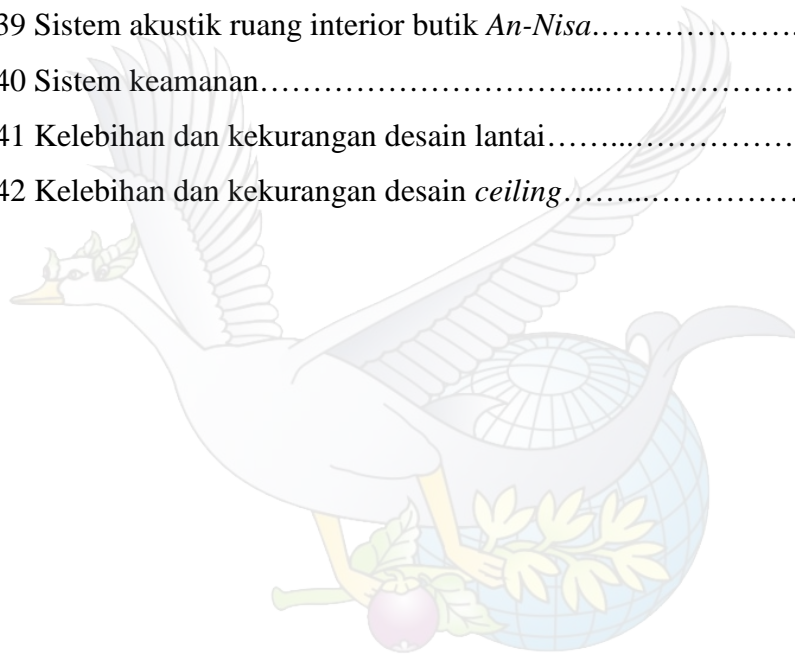 39 Sistem akustik ruang interior butik An-Nisa.………………….
40 Sistem keamanan…………………………...………………….
41 Kelebihan dan kekurangan desain lantai……...…………….
42 Kelebihan dan kekurangan desain ceiling……...…………….